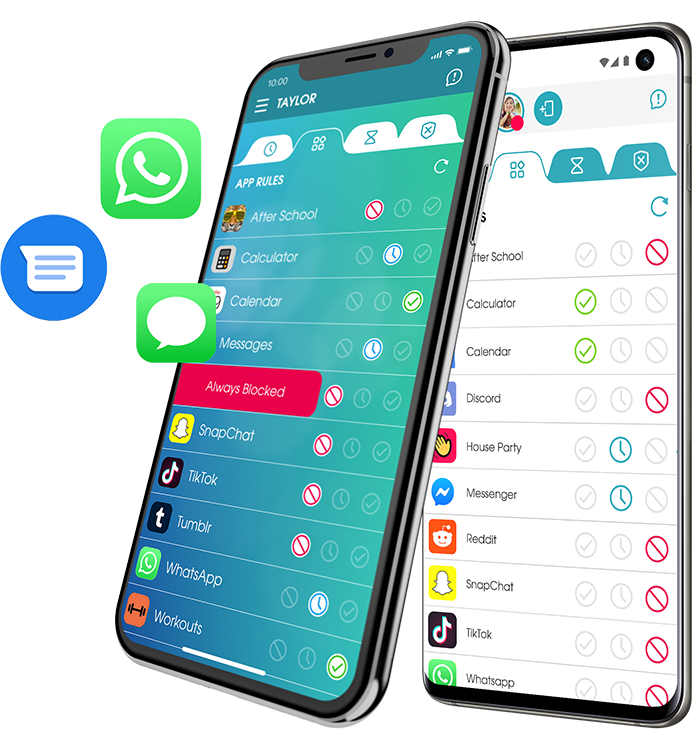 10:00
TAYLOR
APP RULES
After School
Calculator
Calendar
Messages
Always Blocked
SnapChat
TikTok
Tumblr
WhatsApp
Workouts
S
fter School
Calculator
Calendar
Discord
House Party
Messenger
Reddit
SnapChat
TikTok
Whatsapp